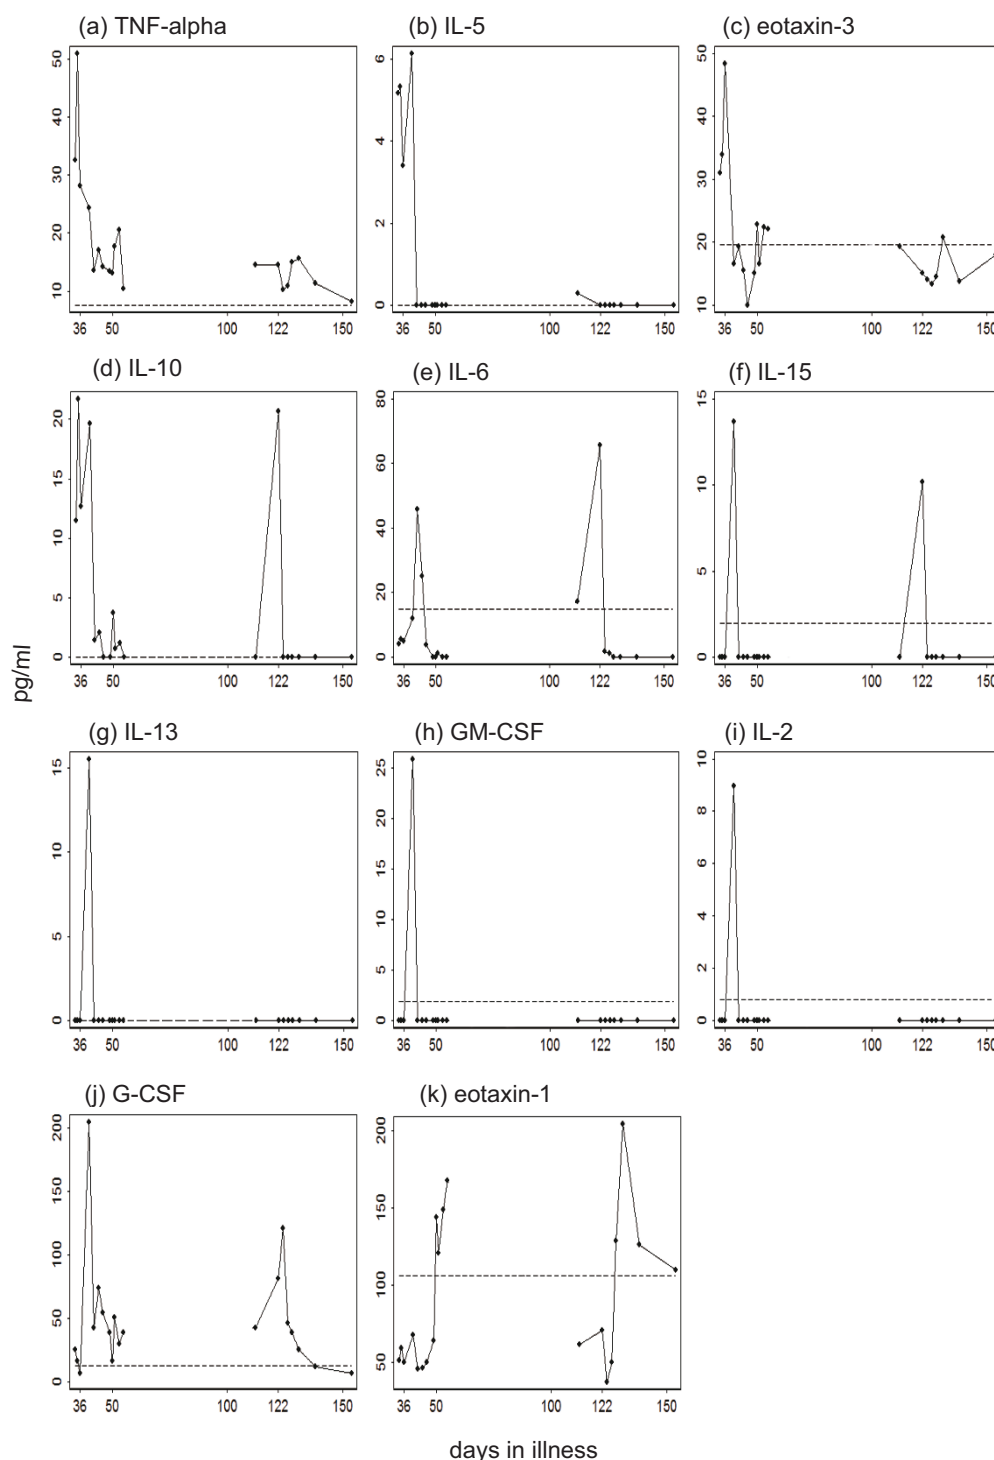 (a) TNF-alpha
(b) IL-5
(c) eotaxin-3
50
40
30
20
10
36 50 100 122 150
6
4
2
0
36 50 100 122 150
50
40
30
20
10
36 50 100 122 150
(d) IL-10
(e) IL-6
(f) IL-15
20
15
10
5
0
36 50 100 122 150
80
60
40
20
0
36 50 100 122 150
15
10
5
0
36 50 100 122 150
pg/ml
(g) IL-13
(h) GM-CSF
(i) IL-2
15
10
5
0
36 50 100 122 150
25
20
15
10
5
0
36 50 100 122 150
10
8
6
4
2
0
36 50 100 122 150
(j) G-CSF
(k) eotaxin-1
200
150
100
50
0
36 50 100 122 150
200
150
100
50
36 50 100 122 150
days in illness